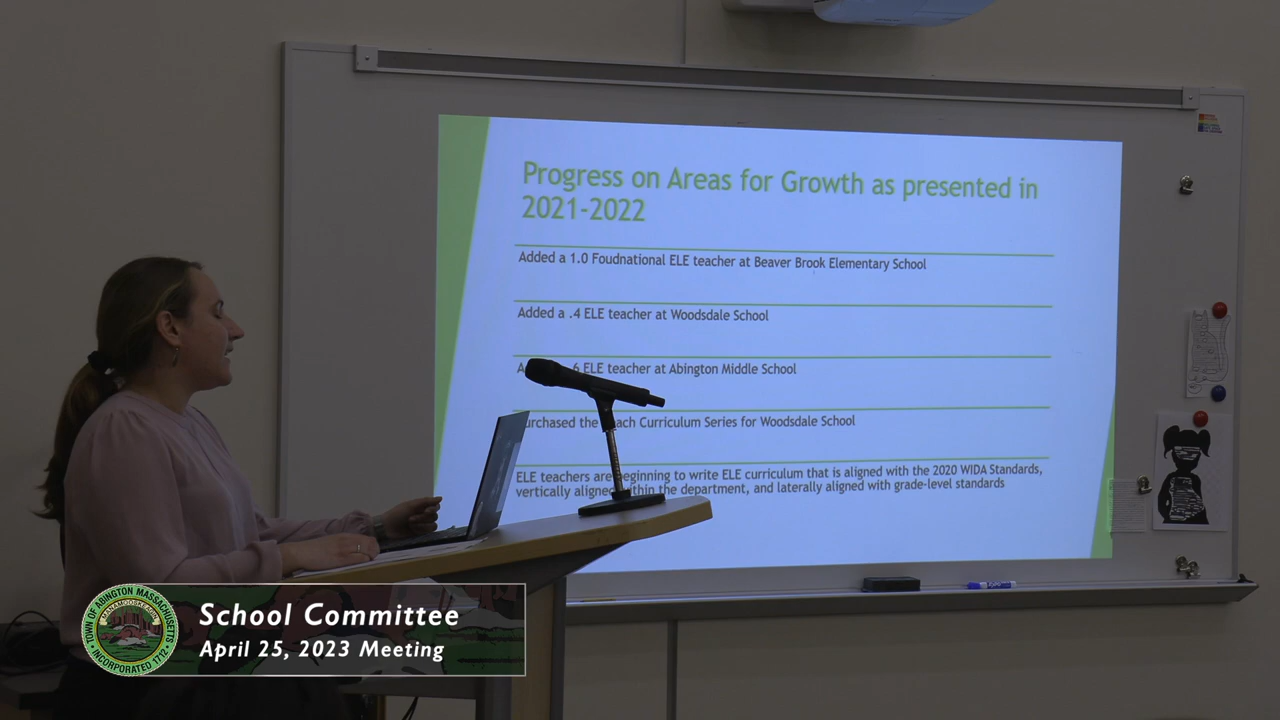 Progress on Areas for Growth as presented in
2021-2022
Added a 1.0 Foudnational ELE teacher at Beaver Brook Elementary School
Added a .4 ELE teacher at Woodsdale School
6 ELE teacher at Abington Middle School
urchased the each Curriculum Series for Woodsdale School
ELE teachers are beginning to write ELE curriculum that is aligned with the 2020 WIDA Standards,
vertically aligned within the department, and laterally aligned with grade-level standards
School Committee
April 25, 2023 Meeting
TOWN OF ABINGTON MASSACHUSETTS
MANAMOOSKEAGIN
INCORPORATED 1712